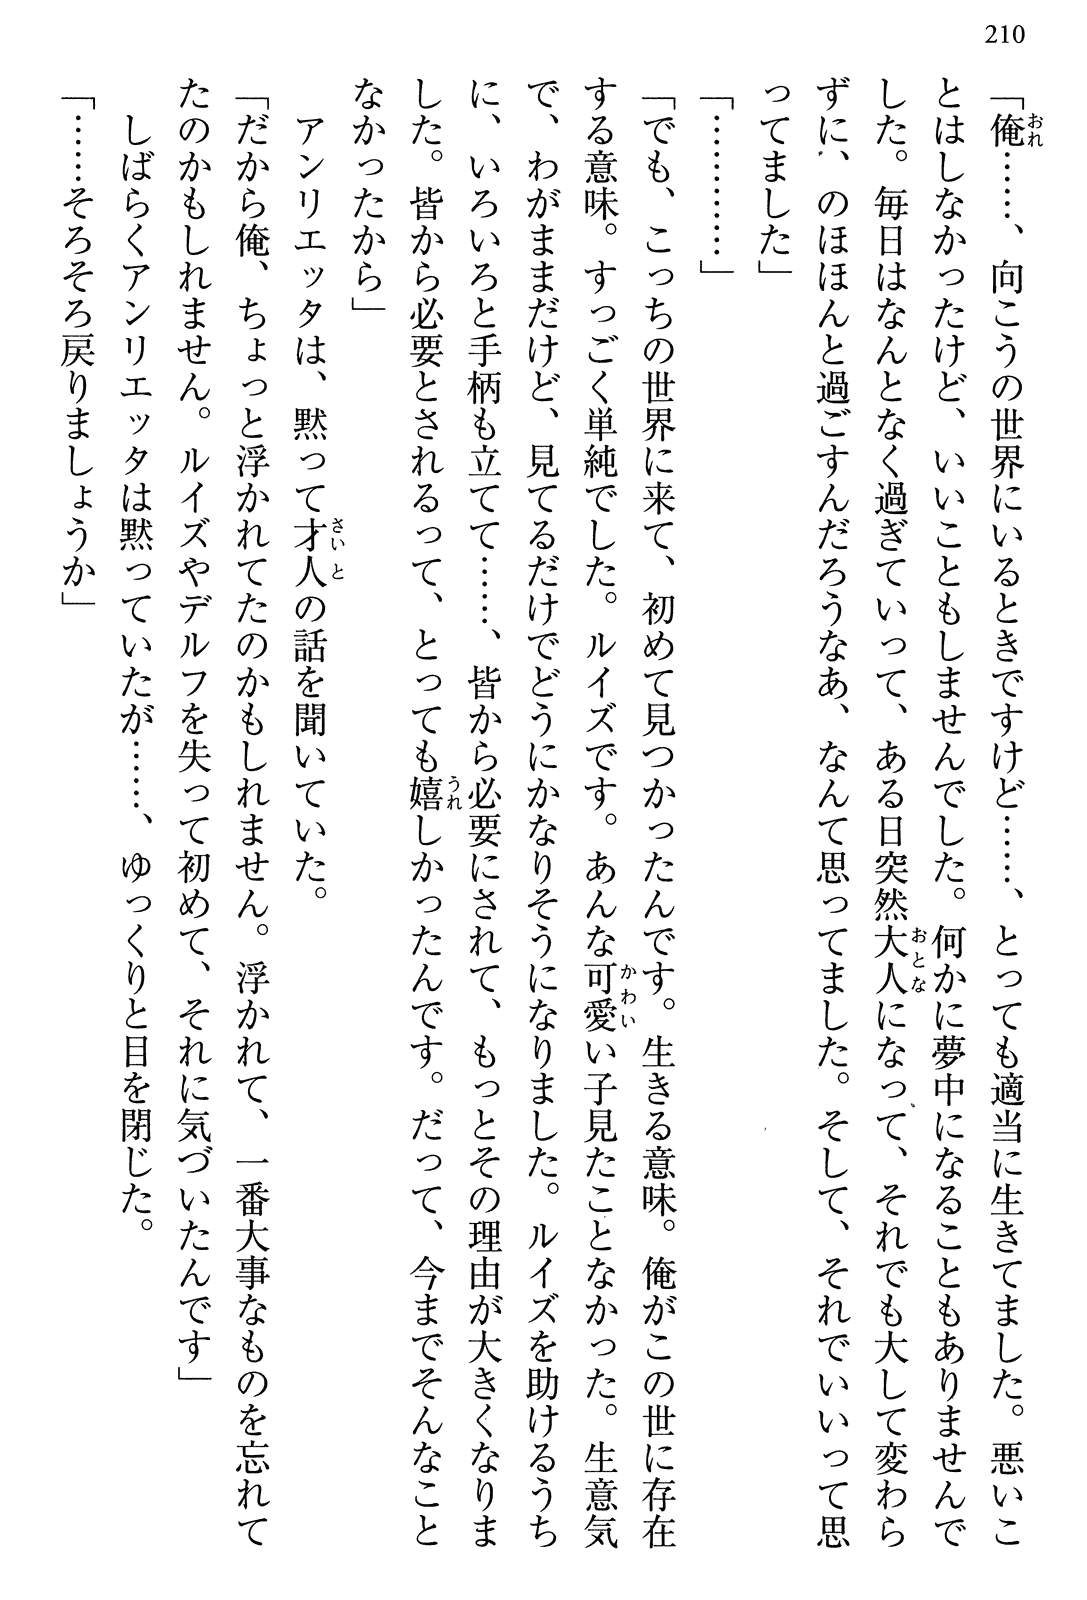 210
「俺……、向こうの世界にいるときですけど……、とっても適当に生きてました。悪いこ
とはしなかったけど、いいこともしませんでした。何かに夢中になることもありませんで
した。毎日はなんとなく過ぎていって、ある日突然大人になって、それでも大して変わら
ずに、のほほんと過ごすんだろうなあ、なんて思ってました。そして、それでいいって思
ってました」
「…………」
「でも、こっちの世界に来て、初めて見つかったんです。生きる意味。俺がこの世に存在
する意味。すっごく単純でした。ルイズです。あんな可愛い子見たことなかった。生意気
で、わがままだけど、見てるだけでどうにかなりそうになりました。ルイズを助けるうち
に、いろいろと手柄も立てて……、皆から必要にされて、もっとその理由が大きくなりま
した。皆から必要とされるって、とっても嬉しかったんです。だって、今までそんなこと
なかったから」
アンリエッタは、黙って才人の話を聞いていた。
「だから俺、ちょっと浮かれてたのかもしれません。浮かれて、一番大事なものを忘れて
たのかもしれません。ルイズやデルフを失って初めて、それに気づいたんです」
しばらくアンリエッタは黙っていたが……、ゆっくりと目を閉じた。
「……そろそろ戻りましょうか」